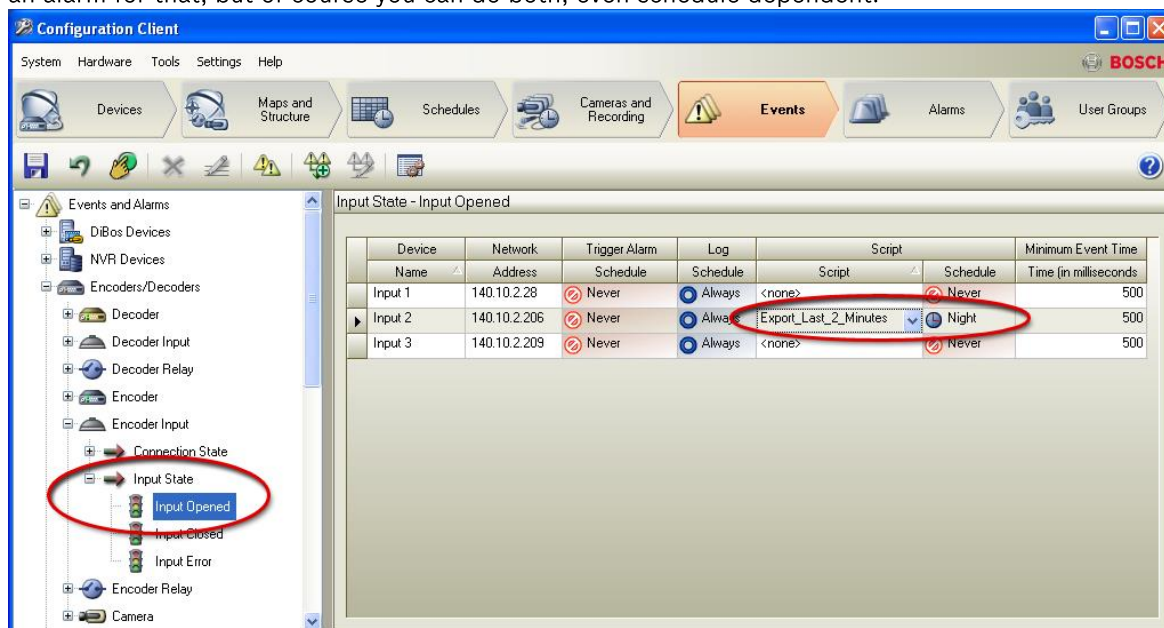 an alarm for that, but of course you can do both, even schedule dependent.
Configuration Client
System Hardware Tools Settings Help
BOSCH
Devices Maps and Structure Schedules Cameras and Recording Events Alarms User Groups
Events and Alarms
DiBos Devices
NVR Devices
Encoders/Decoders
Decoder
Decoder Input
Decoder Relay
Encoder
Encoder Input
Connection State
Input State
Input Opened
Input Closed
Input Error
Encoder Relay
Camera
Input State - Input Opened
Device Network Trigger Alarm Log Script Minimum Event Time
Name Address Schedule Schedule Script Schedule Time (in milliseconds
Input 1 140.10.2.28 Never Always <none> Never 500
Input 2 140.10.2.206 Never Always Export_Last_2_Minutes Night 500
Input 3 140.10.2.209 Never Always <none> Never 500